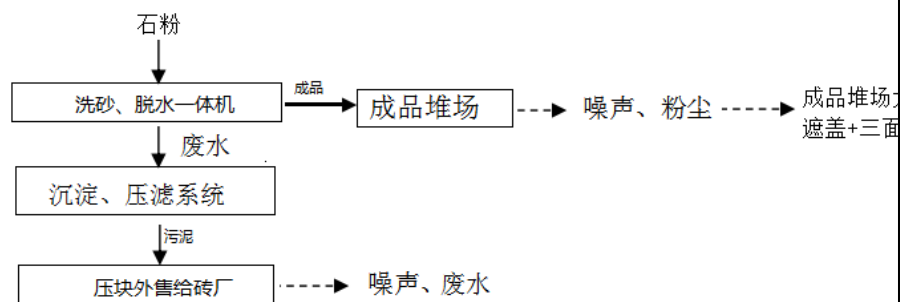 石粉
洗砂、脱水一体机
成品
成品堆场
噪声、粉尘
成品堆场
遮盖+三面
废水
沉淀、压滤系统
污泥
压块外售给砖厂
噪声、废水